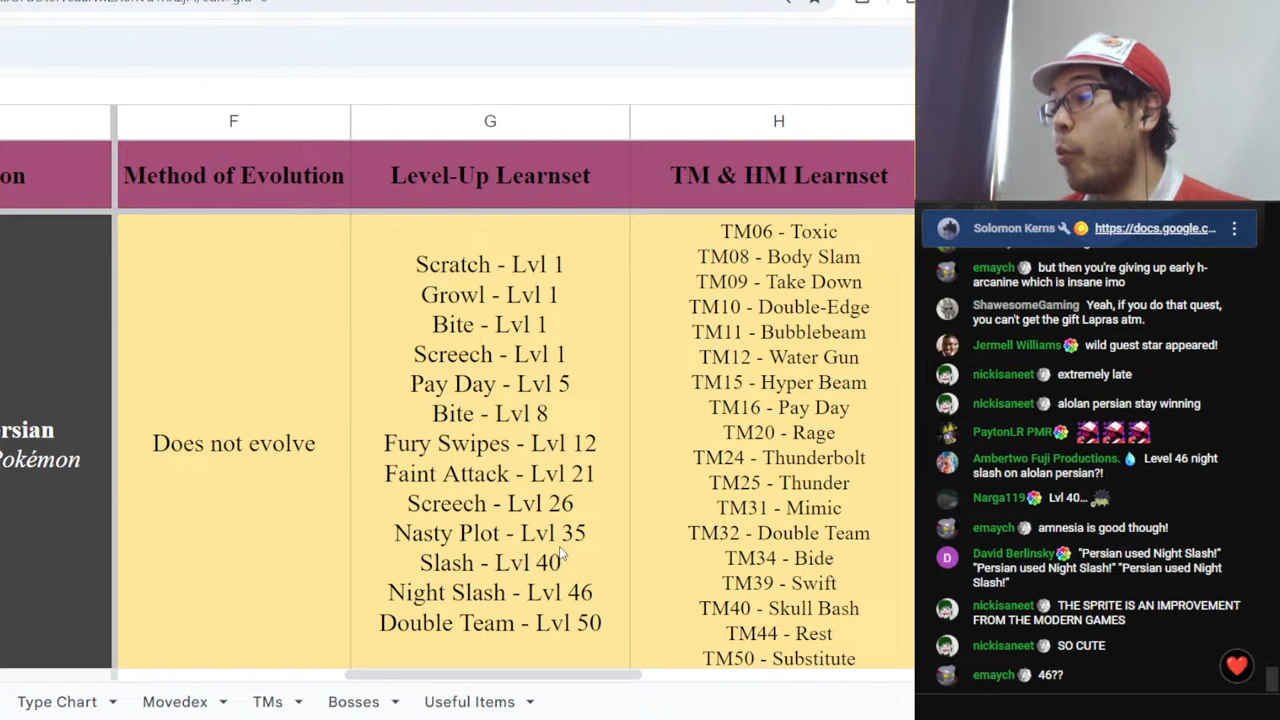 F
G
H
on
Method of Evolution
Level-Up Learnset
TM & HM Learnset
rsian
Pokémon
Does not evolve
Scratch - Lvl 1
Growl - Lvl 1
Bite - Lvl 1
Screech - Lvl 1
Pay Day - Lvl 5
Bite - Lvl 8
Fury Swipes - Lvl 12
Faint Attack - Lvl 21
Screech - Lvl 26
Nasty Plot - Lvl 35
Slash - Lvl 40
Night Slash - Lvl 46
Double Team - Lvl 50
TM06 - Toxic
TM08 - Body Slam
TM09 - Take Down
TM10 - Double-Edge
TM11 - Bubblebeam
TM12 - Water Gun
TM15 - Hyper Beam
TM16 - Pay Day
TM20 - Rage
TM24 - Thunderbolt
TM25 - Thunder
TM31 - Mimic
TM32 - Double Team
TM34 - Bide
TM39 - Swift
TM40 - Skull Bash
TM44 - Rest
TM50 - Substitute
Type Chart
Movedex
TMs
Bosses
Useful Items
Solomon Kerns https://docs.google.c...
emaych but then you're giving up early h-
arcanine which is insane imo
ShawesomeGaming Yeah, if you do that quest,
you can't get the gift Lapras atm.
Jermell Williams wild guest star appeared!
nickisaneet extremely late
nickisaneet alolan persian stay winning
PaytonLR PMR
Ambertwo Fuji Productions. Level 46 night
slash on alolan persian?!
Narga119 Lvl 40...
emaych amnesia is good though!
David Berlinsky "Persian used Night Slash!"
"Persian used Night Slash!" "Persian used Night
Slash!"
nickisaneet THE SPRITE IS AN IMPROVEMENT
FROM THE MODERN GAMES
nickisaneet SO CUTE
emaych 46??